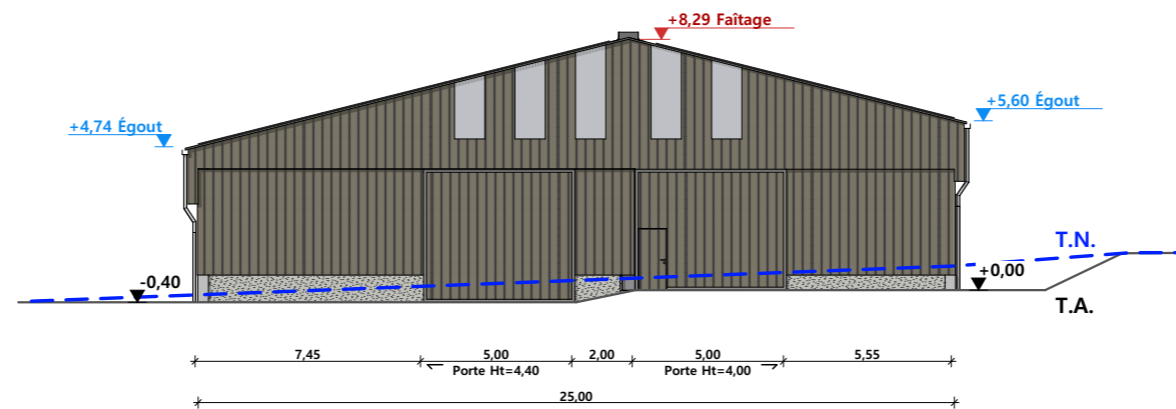 +8,29 Faîtage
+5,60 Égout
+4,74 Égout
T.N.
-0,40
+0,00
T.A.
7,45
5,00
2,00
5,00
5,55
Porte Ht=4,40
Porte Ht=4,00
25,00